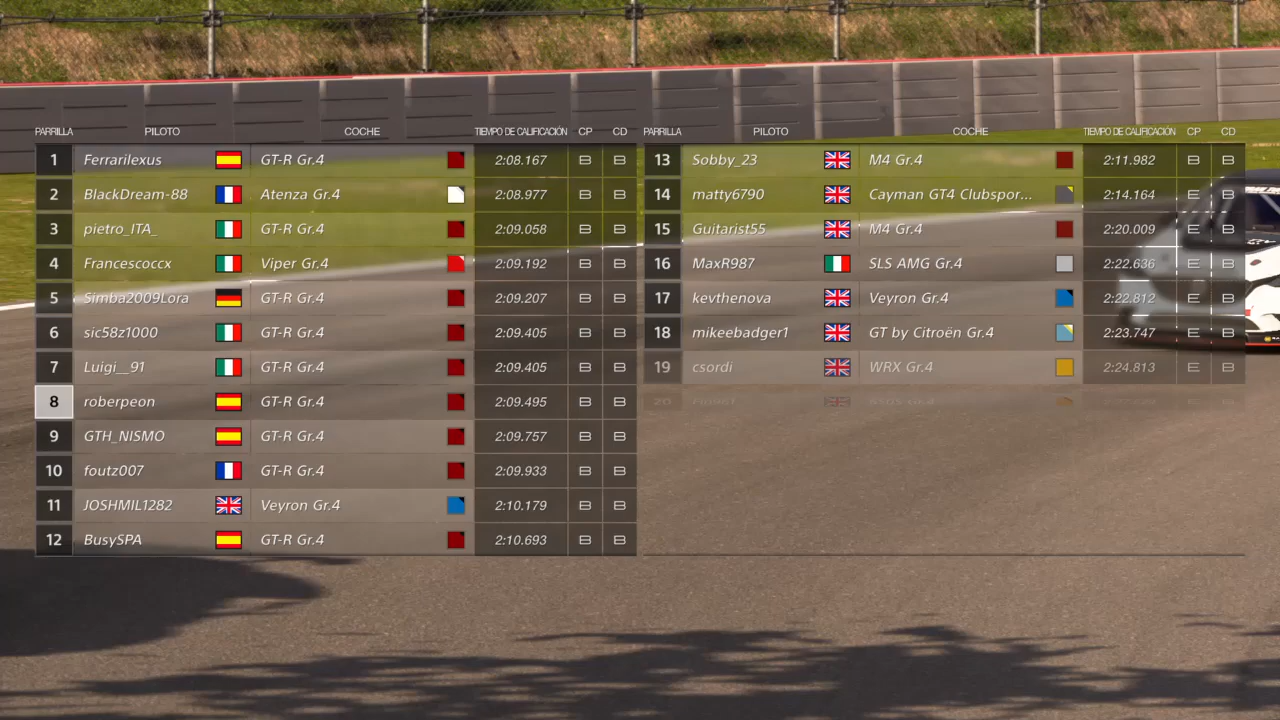 PARRILLA PILOTO COCHE TIEMPO DE CALIFICACIÓN CP CD
1 Ferrarilexus GT-R Gr.4 2:08.167 B B
2 BlackDream-88 Atenza Gr.4 2:08.977 B B
3 pietro_ITA_ GT-R Gr.4 2:09.058 B B
4 Francescoccx Viper Gr.4 2:09.192 B B
5 Simba2009Lora GT-R Gr.4 2:09.207 B B
6 sic58z1000 GT-R Gr.4 2:09.405 B B
7 Luigi__91 GT-R Gr.4 2:09.405 B B
8 roberpeon GT-R Gr.4 2:09.495 B B
9 GTH_NISMO GT-R Gr.4 2:09.757 B B
10 foutz007 GT-R Gr.4 2:09.933 B B
11 JOSHMIL1282 Veyron Gr.4 2:10.179 B B
12 BusySPA GT-R Gr.4 2:10.693 B B
PARRILLA PILOTO COCHE TIEMPO DE CALIFICACIÓN CP CD
13 Sobby_23 M4 Gr.4 2:11.982 B B
14 matty6790 Cayman GT4 Clubspor... 2:14.164 E B
15 Guitarist55 M4 Gr.4 2:20.009 E B
16 MaxR987 SLS AMG Gr.4 2:22.636 E B
17 kevthenova Veyron Gr.4 2:22.812 E B
18 mikeebadger1 GT by Citroën Gr.4 2:23.747 E B
19 csordi WRX Gr.4 2:24.813 E B
20